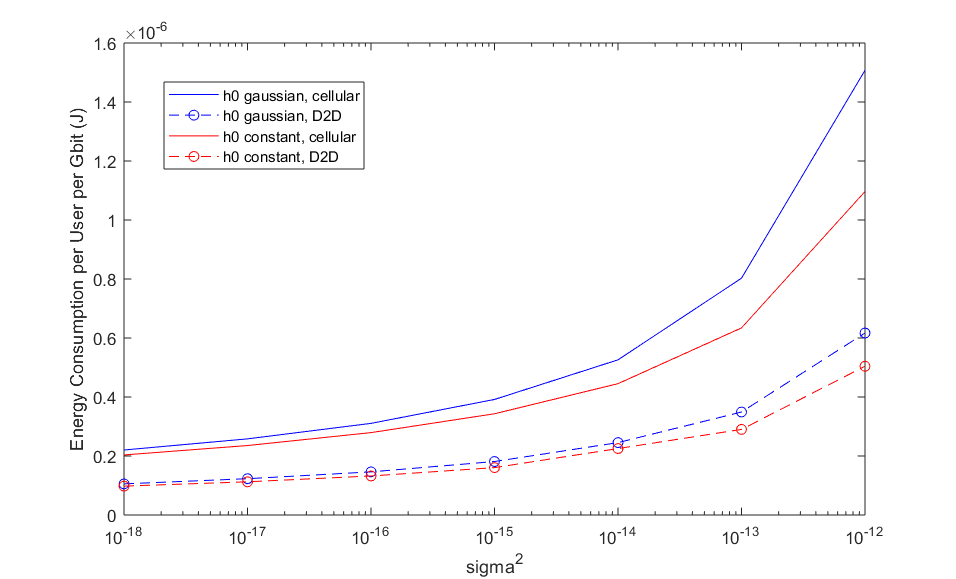 ×10-6
1.6
1.4
1.2
1
0.8
0.6
0.4
0.2
0
Energy Consumption per User per Gbit (J)
h0 gaussian, cellular
h0 gaussian, D2D
h0 constant, cellular
h0 constant, D2D
10-18 10-17 10-16 10-15 10-14 10-13 10-12
sigma2